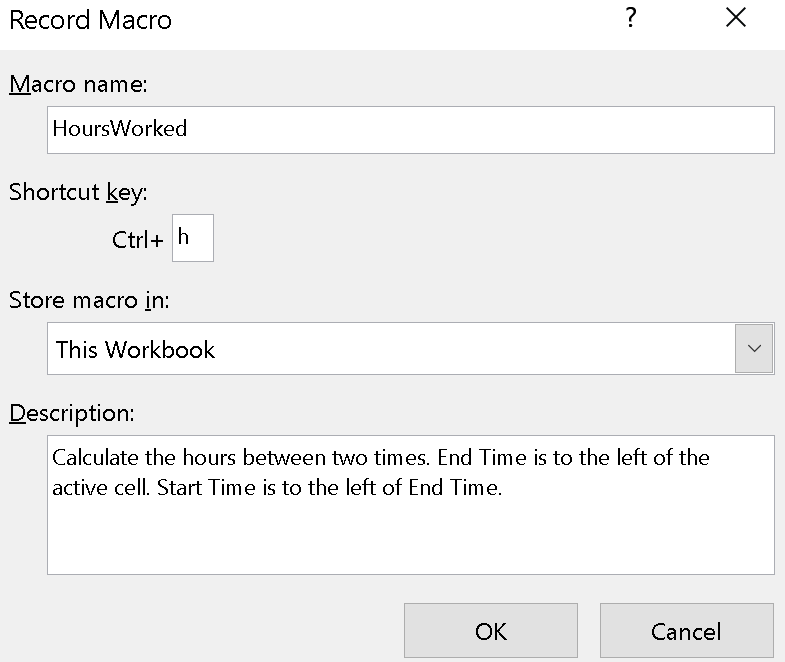 Record Macro ? ×
Macro name:
HoursWorked
Shortcut key:
Ctrl+ h
Store macro in:
This Workbook
Description:
Calculate the hours between two times. End Time is to the left of the
active cell. Start Time is to the left of End Time.
OK Cancel